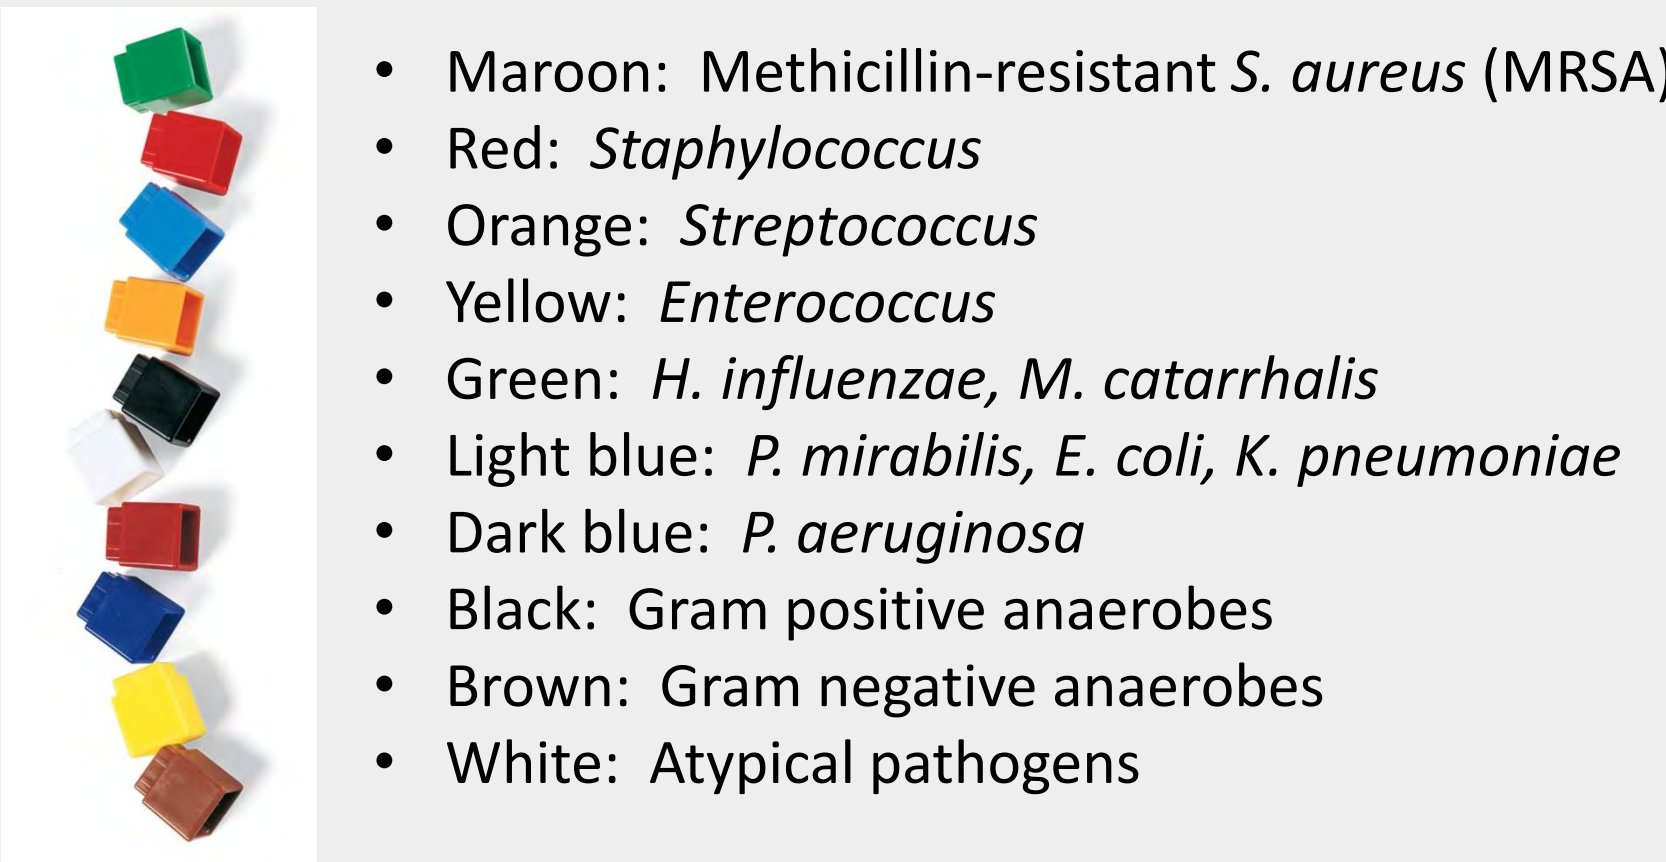 • Maroon: Methicillin-resistant S. aureus (MRSA)
• Red: Staphylococcus
• Orange: Streptococcus
• Yellow: Enterococcus
• Green: H. influenzae, M. catarrhalis
• Light blue: P. mirabilis, E. coli, K. pneumoniae
• Dark blue: P. aeruginosa
• Black: Gram positive anaerobes
• Brown: Gram negative anaerobes
• White: Atypical pathogens